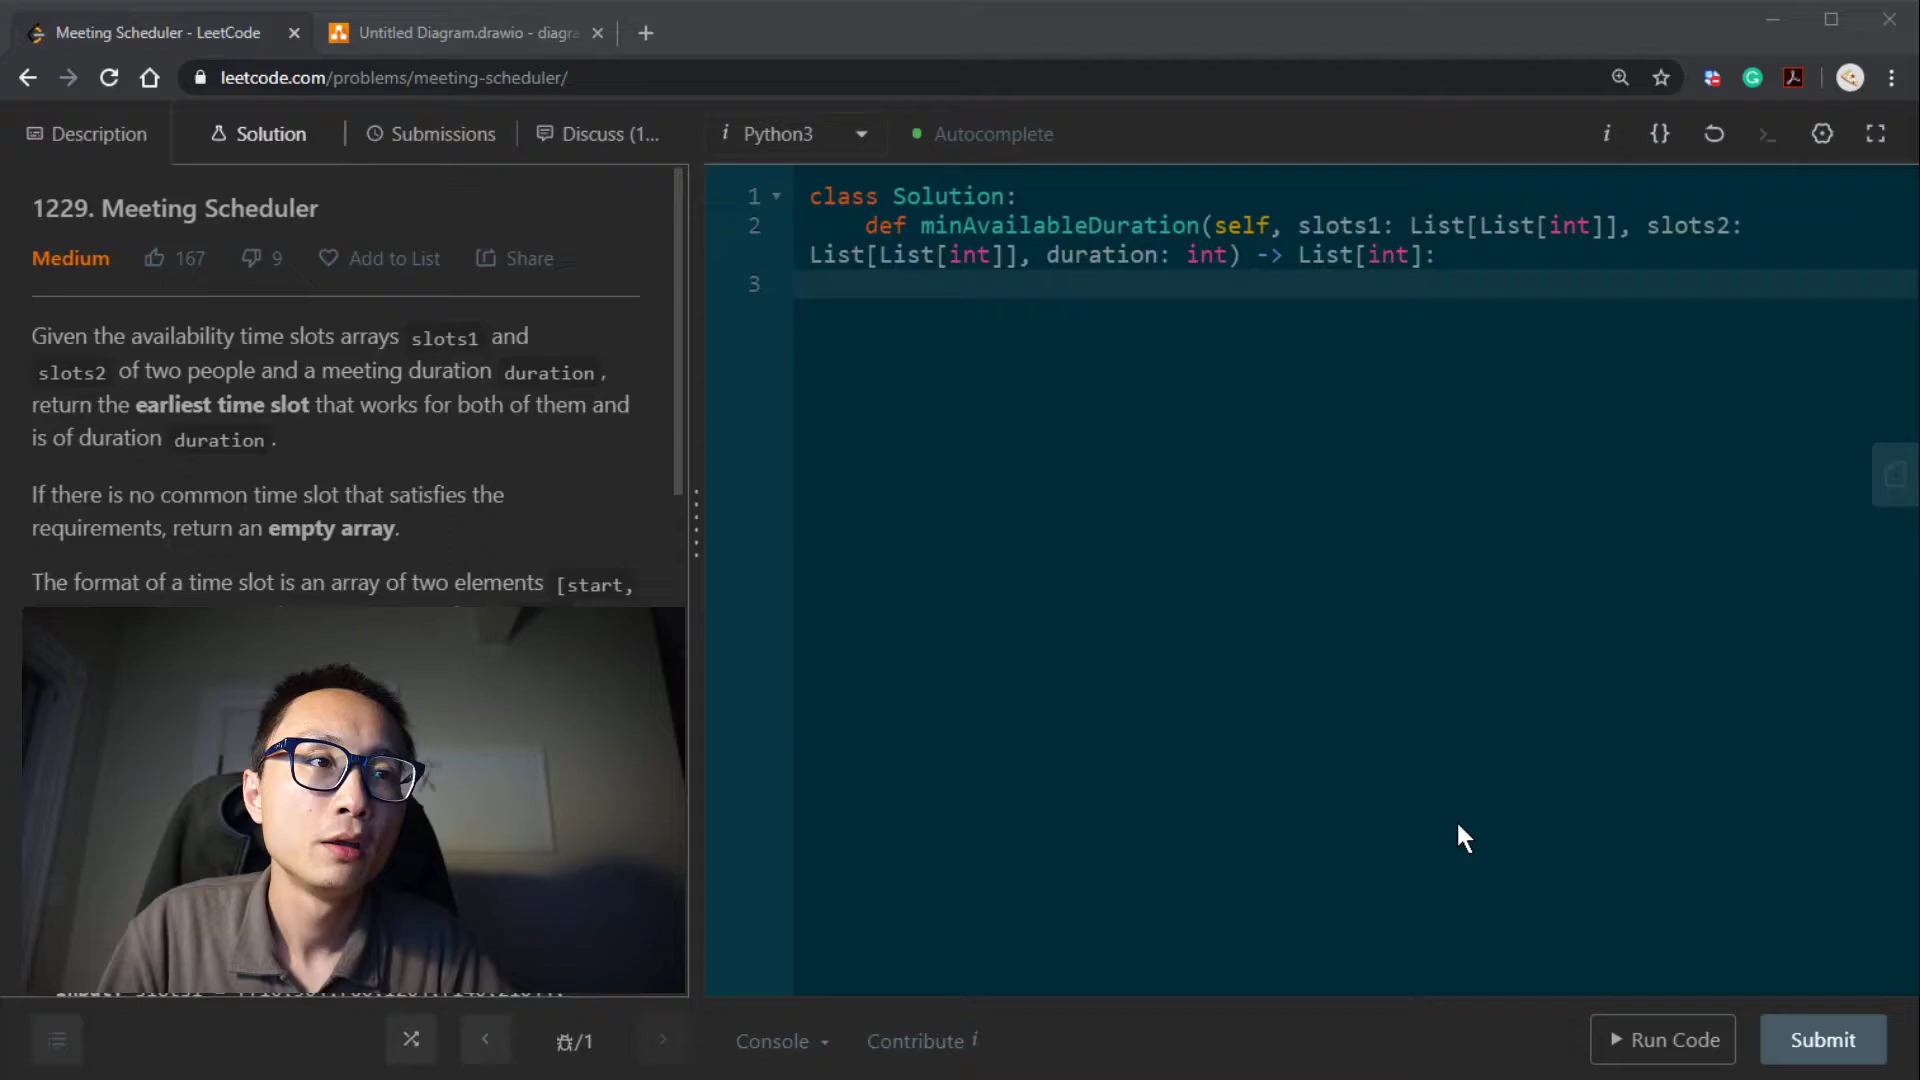 Meeting Scheduler - LeetCode
Untitled Diagram.drawio - diagra
leetcode.com/problems/meeting-scheduler/
Description
Solution
Submissions
Discuss (1...
i Python3
Autocomplete
i {}
1229. Meeting Scheduler
Medium 167 9 Add to List Share
Given the availability time slots arrays slots1 and
slots2 of two people and a meeting duration duration,
return the earliest time slot that works for both of them and
is of duration duration.
If there is no common time slot that satisfies the
requirements, return an empty array.
The format of a time slot is an array of two elements [start,
1 class Solution:
2 def minAvailableDuration(self, slots1: List[List[int]], slots2:
List[List[int]], duration: int) -> List[int]:
3
/1
Console
Contribute i
Run Code
Submit